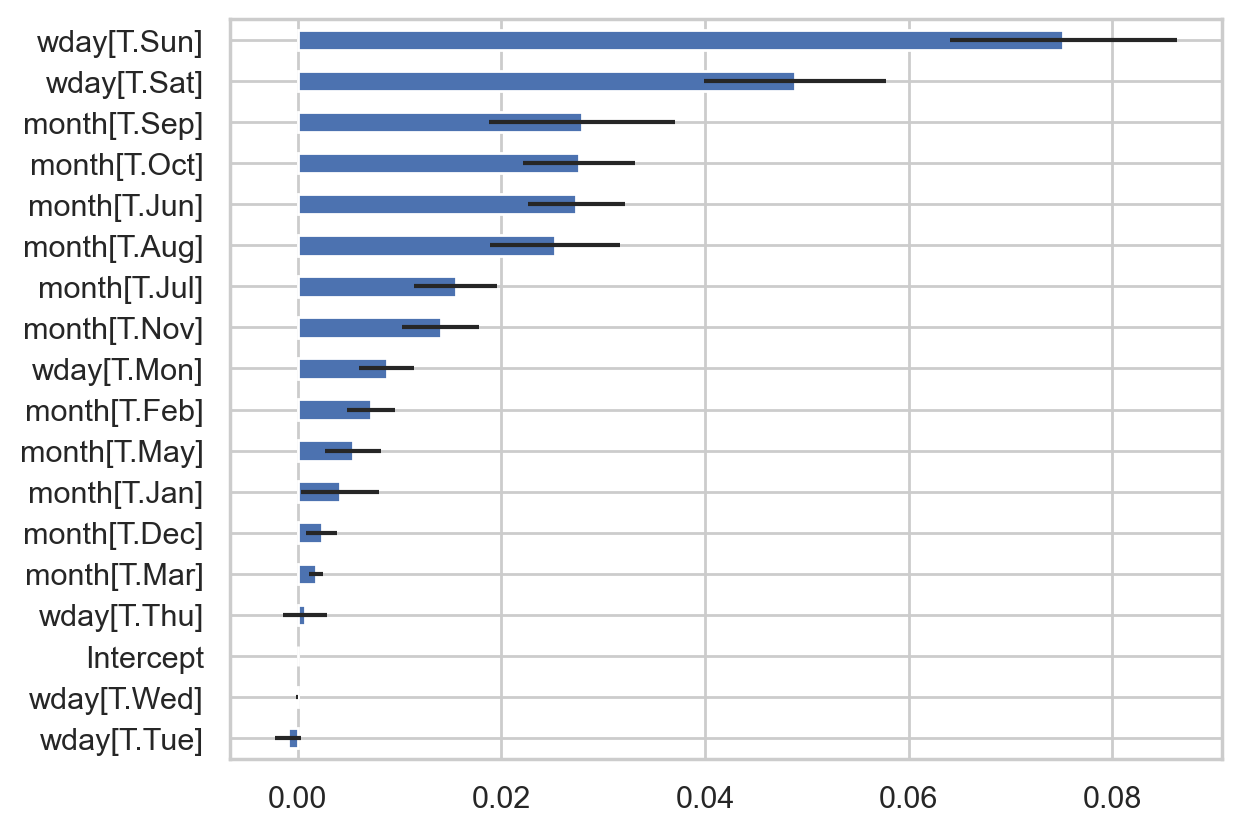 wday[T.Sun]
wday[T.Sat]
month[T.Sep]
month[T.Oct]
month[T.Jun]
month[T.Aug]
month[T.Jul]
month[T.Nov]
wday[T.Mon]
month[T.Feb]
month[T.May]
month[T.Jan]
month[T.Dec]
month[T.Mar]
wday[T.Thu]
Intercept
wday[T.Wed]
wday[T.Tue]
0.00 0.02 0.04 0.06 0.08